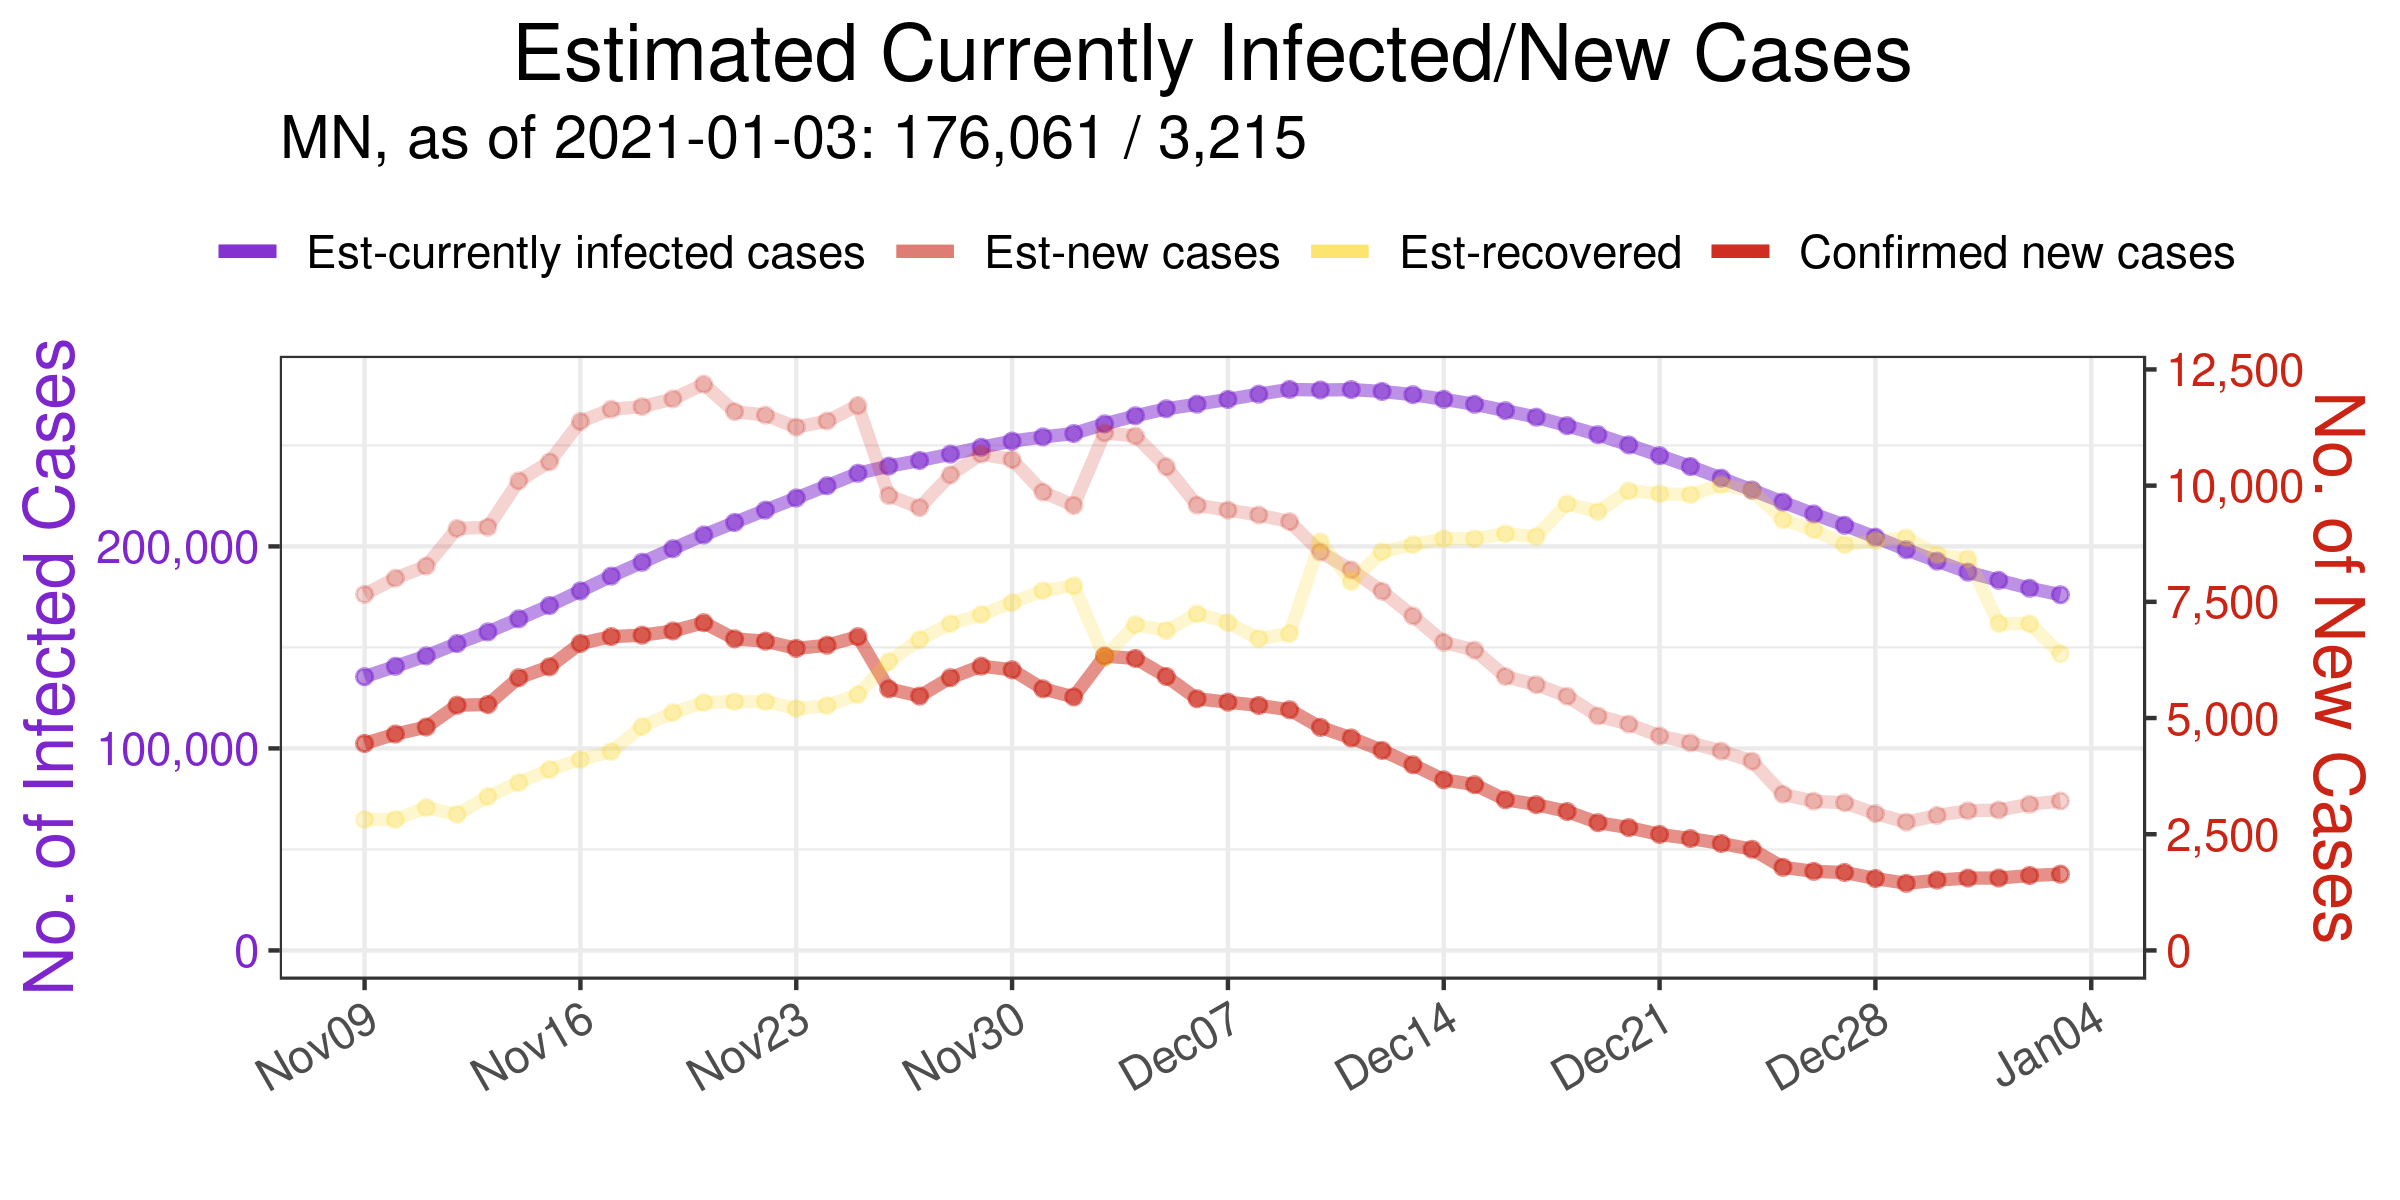 Estimated Currently Infected/New Cases
MN, as of 2021-01-03: 176,061 / 3,215
Est-currently infected cases Est-new cases Est-recovered Confirmed new cases
No. of Infected Cases
200,000
100,000
0
12,500
10,000
7,500
5,000
2,500
0
No. of New Cases
Nov09 Nov16 Nov23 Nov30 Dec07 Dec14 Dec21 Dec28 Jan04